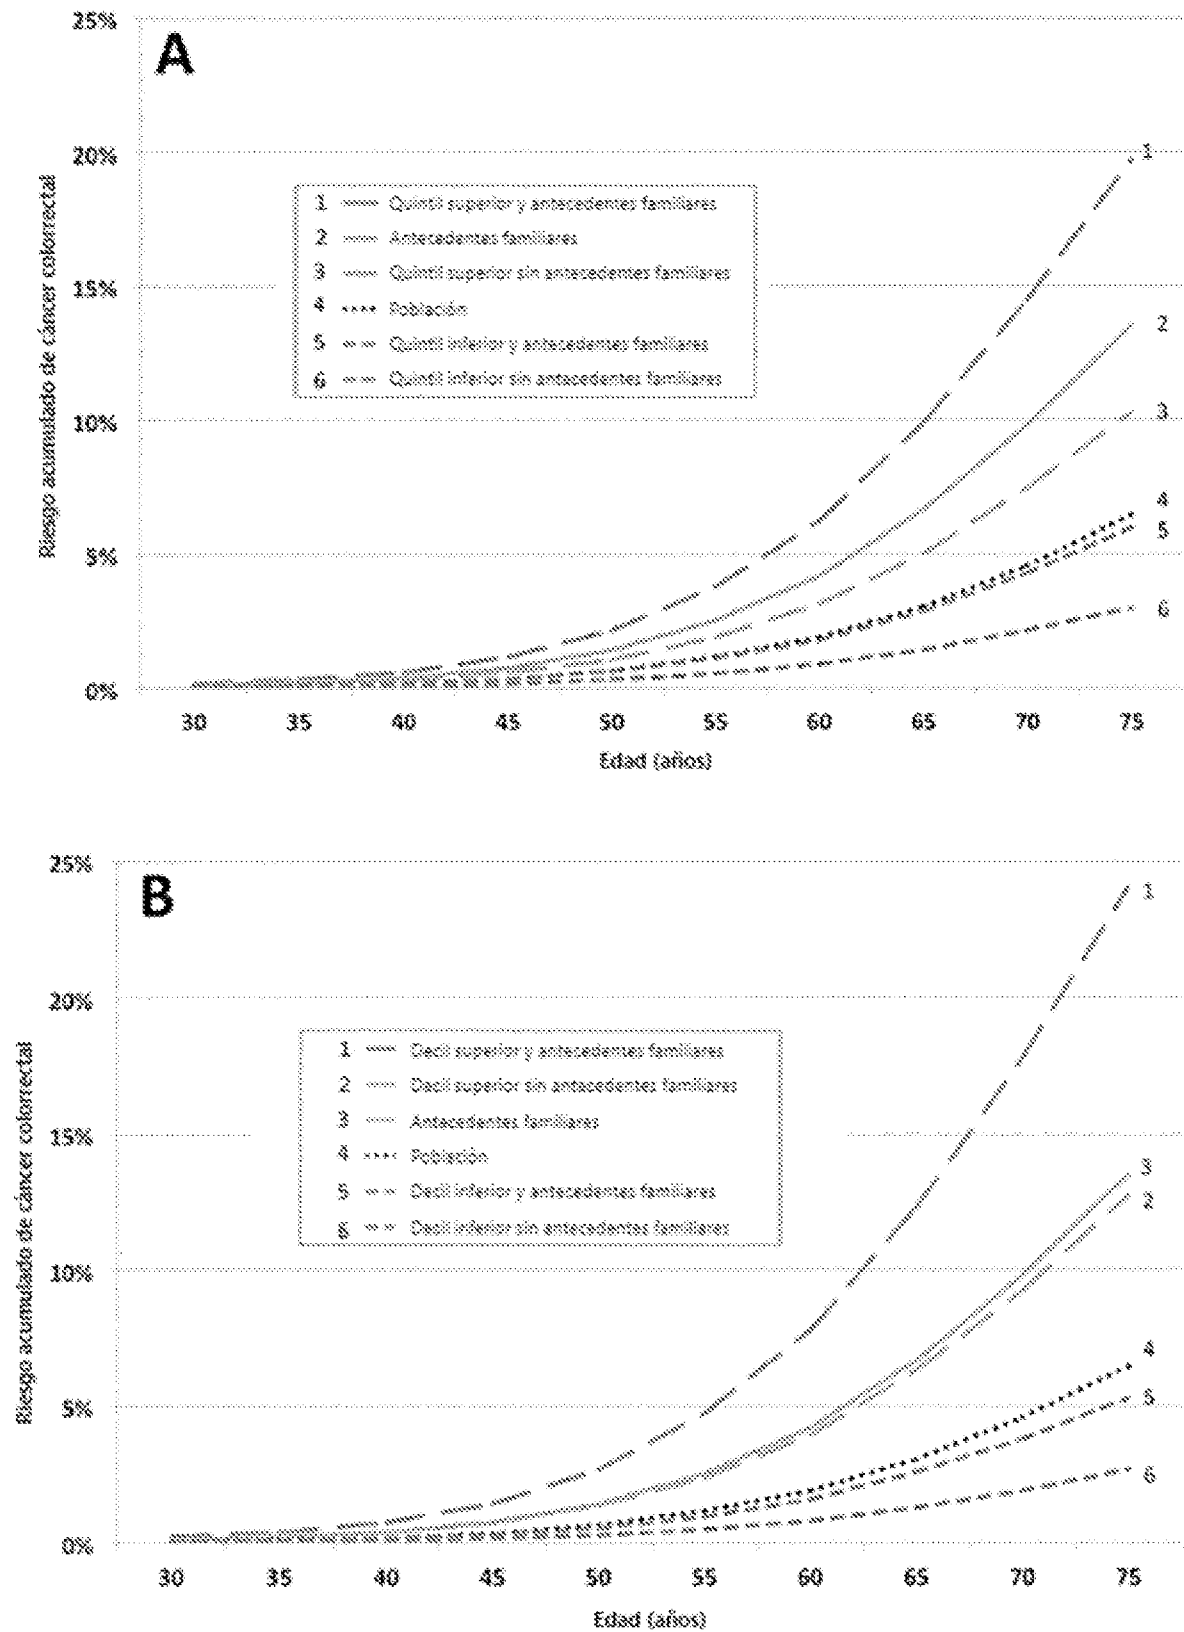 A
25%
20%
15%
10%
5%
0%
Riesgo acumulado de cáncer colorrectal
1 Quintil superior y antecedentes familiares
2 Antecedentes familiares
3 Quintil superior sin antecedentes familiares
4 Población
5 Quintil inferior y antecedentes familiares
6 Quintil inferior sin antecedentes familiares
1
2
3
4
5
6
30 35 40 45 50 55 60 65 70 75
Edad (años)
B
25%
20%
15%
10%
5%
0%
Riesgo acumulado de cáncer colorrectal
1 Decil superior y antecedentes familiares
2 Decil superior sin antecedentes familiares
3 Antecedentes familiares
4 Población
5 Decil inferior y antecedentes familiares
6 Decil inferior sin antecedentes familiares
1
3
2
4
5
6
30 35 40 45 50 55 60 65 70 75
Edad (años)